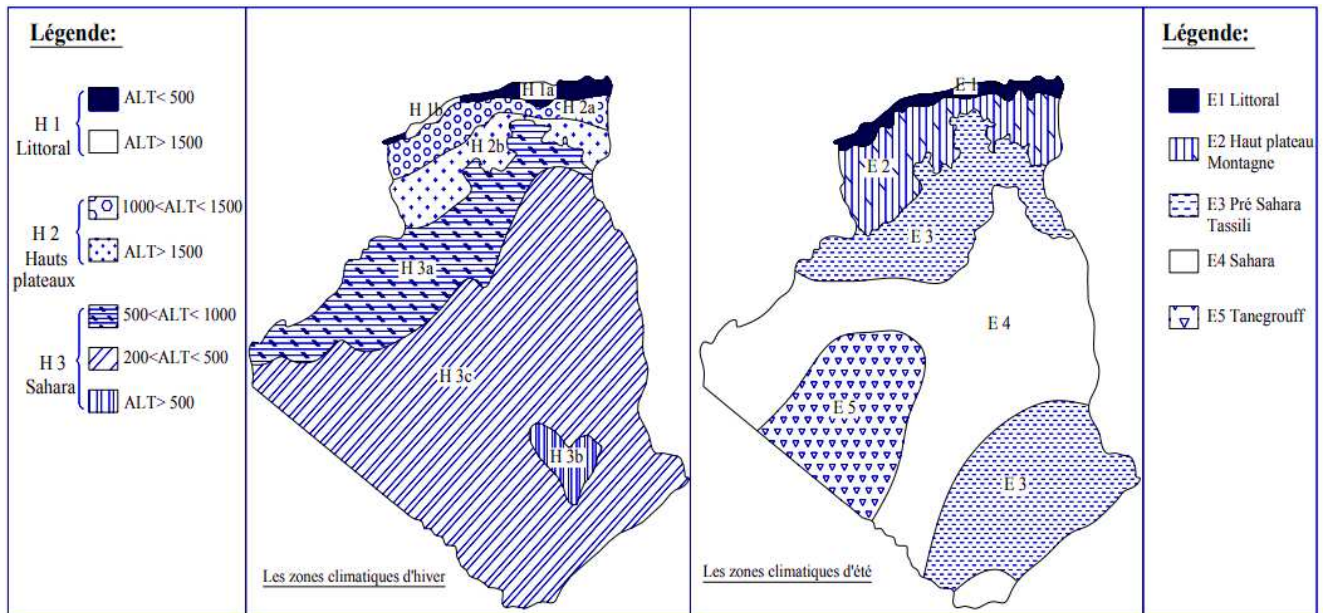 Légende:
ALT< 500
H 1
Littoral
ALT> 1500
1000<ALT< 1500
H 2
Hauts
plateaux
ALT> 1500
500<ALT< 1000
H 3
Sahara
200<ALT< 500
ALT> 500
H 1a
H 1b
H 2a
H 2b
H 3a
H 3c
H 3b
Les zones climatiques d'hiver
E 1
E 2
E 3
E 4
E 5
E 3
Les zones climatiques d'été
Légende:
E1 Littoral
E2 Haut plateau
Montagne
E3 Pré Sahara
Tassili
E4 Sahara
E5 Tanegrouff